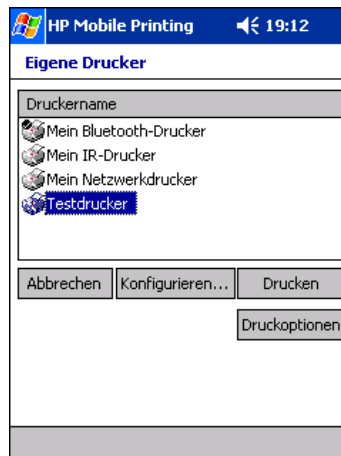 HP Mobile Printing 19:12
Eigene Drucker
Druckername
Mein Bluetooth-Drucker
Mein IR-Drucker
Mein Netzwerkdrucker
Testdrucker
Abbrechen Konfigurieren... Drucken
Druckoptionen